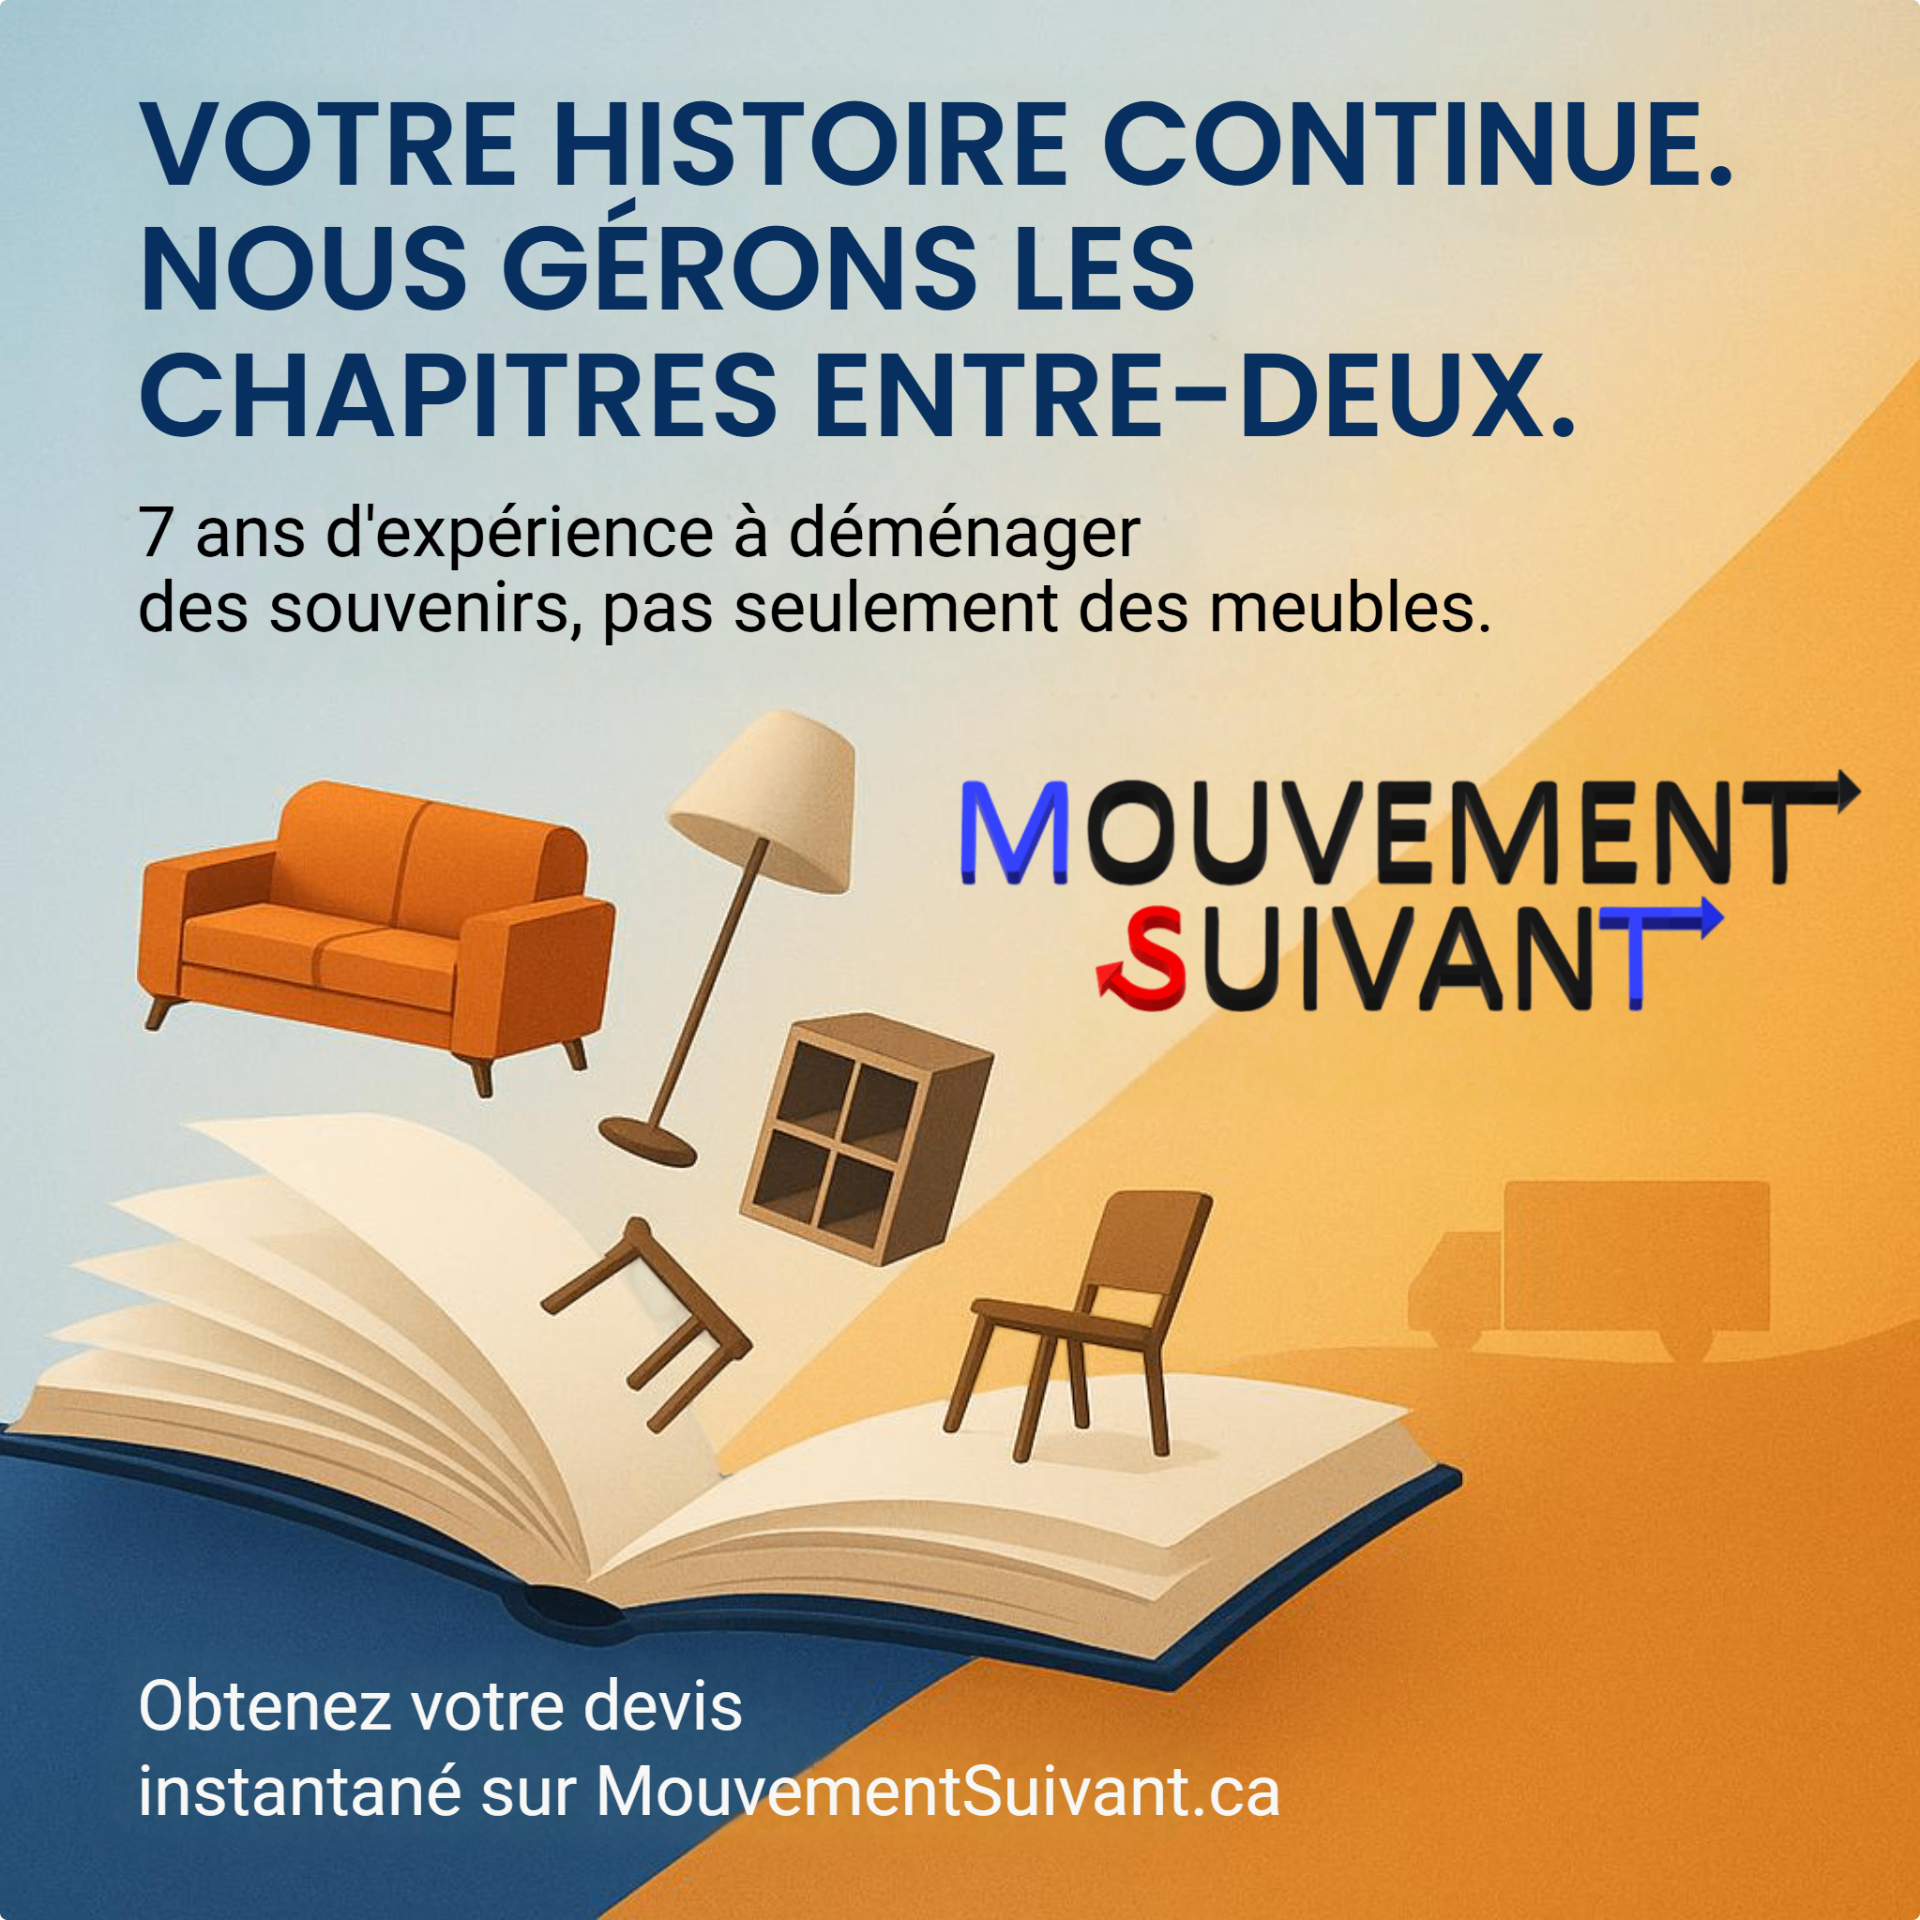 VOTRE HISTOIRE CONTINUE.
NOUS GÉRONS LES
CHAPITRES ENTRE-DEUX.
7 ans d'expérience à déménager
des souvenirs, pas seulement des meubles.
MOUVEMENT
SUIVANT
Obtenez votre devis
instantané sur MouvementSuivant.ca